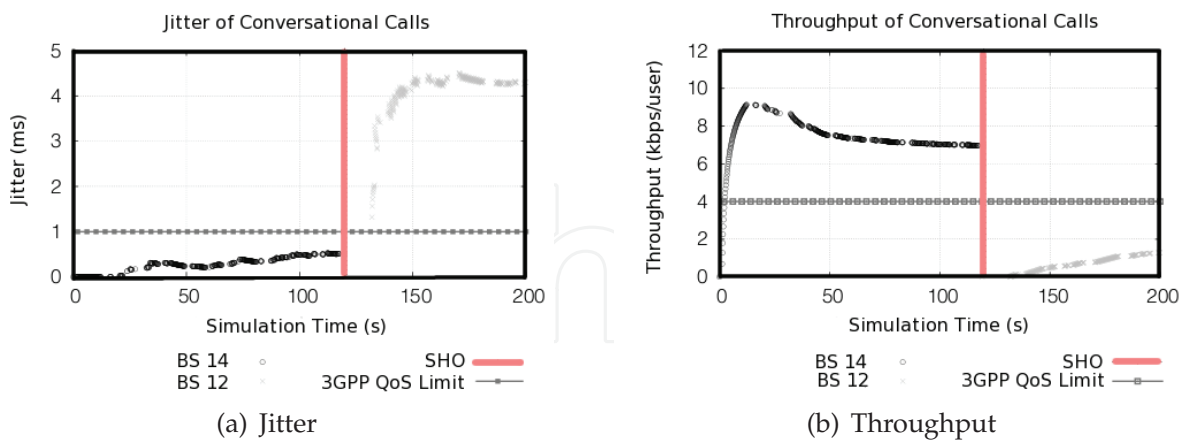 Jitter of Conversational Calls
5
4
3
2
1
0
Jitter (ms)
0 50 100 150 200
Simulation Time (s)
BS 14
BS 12
SHO
3GPP QoS Limit
(a) Jitter
Throughput of Conversational Calls
12
10
8
6
4
2
0
Throughput (kbps/user)
0 50 100 150 200
Simulation Time (s)
BS 14
BS 12
SHO
3GPP QoS Limit
(b) Throughput